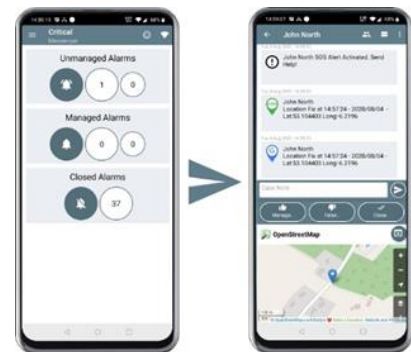 Critical
Unmanaged Alarms
1
0
Managed Alarms
0
0
Closed Alarms
37
John North
John North SOS Alert Activated. Send
Help!
John North
Location Fix at 14:57:24 - 2020/08/04 -
Lat:53.104403 Long:-6.2196
John North
Location Fix at 14:57:24 - 2020/08/04 -
Lat:53.104403 Long:-6.2196
Case Note
Manage
False
Close
OpenStreetMap